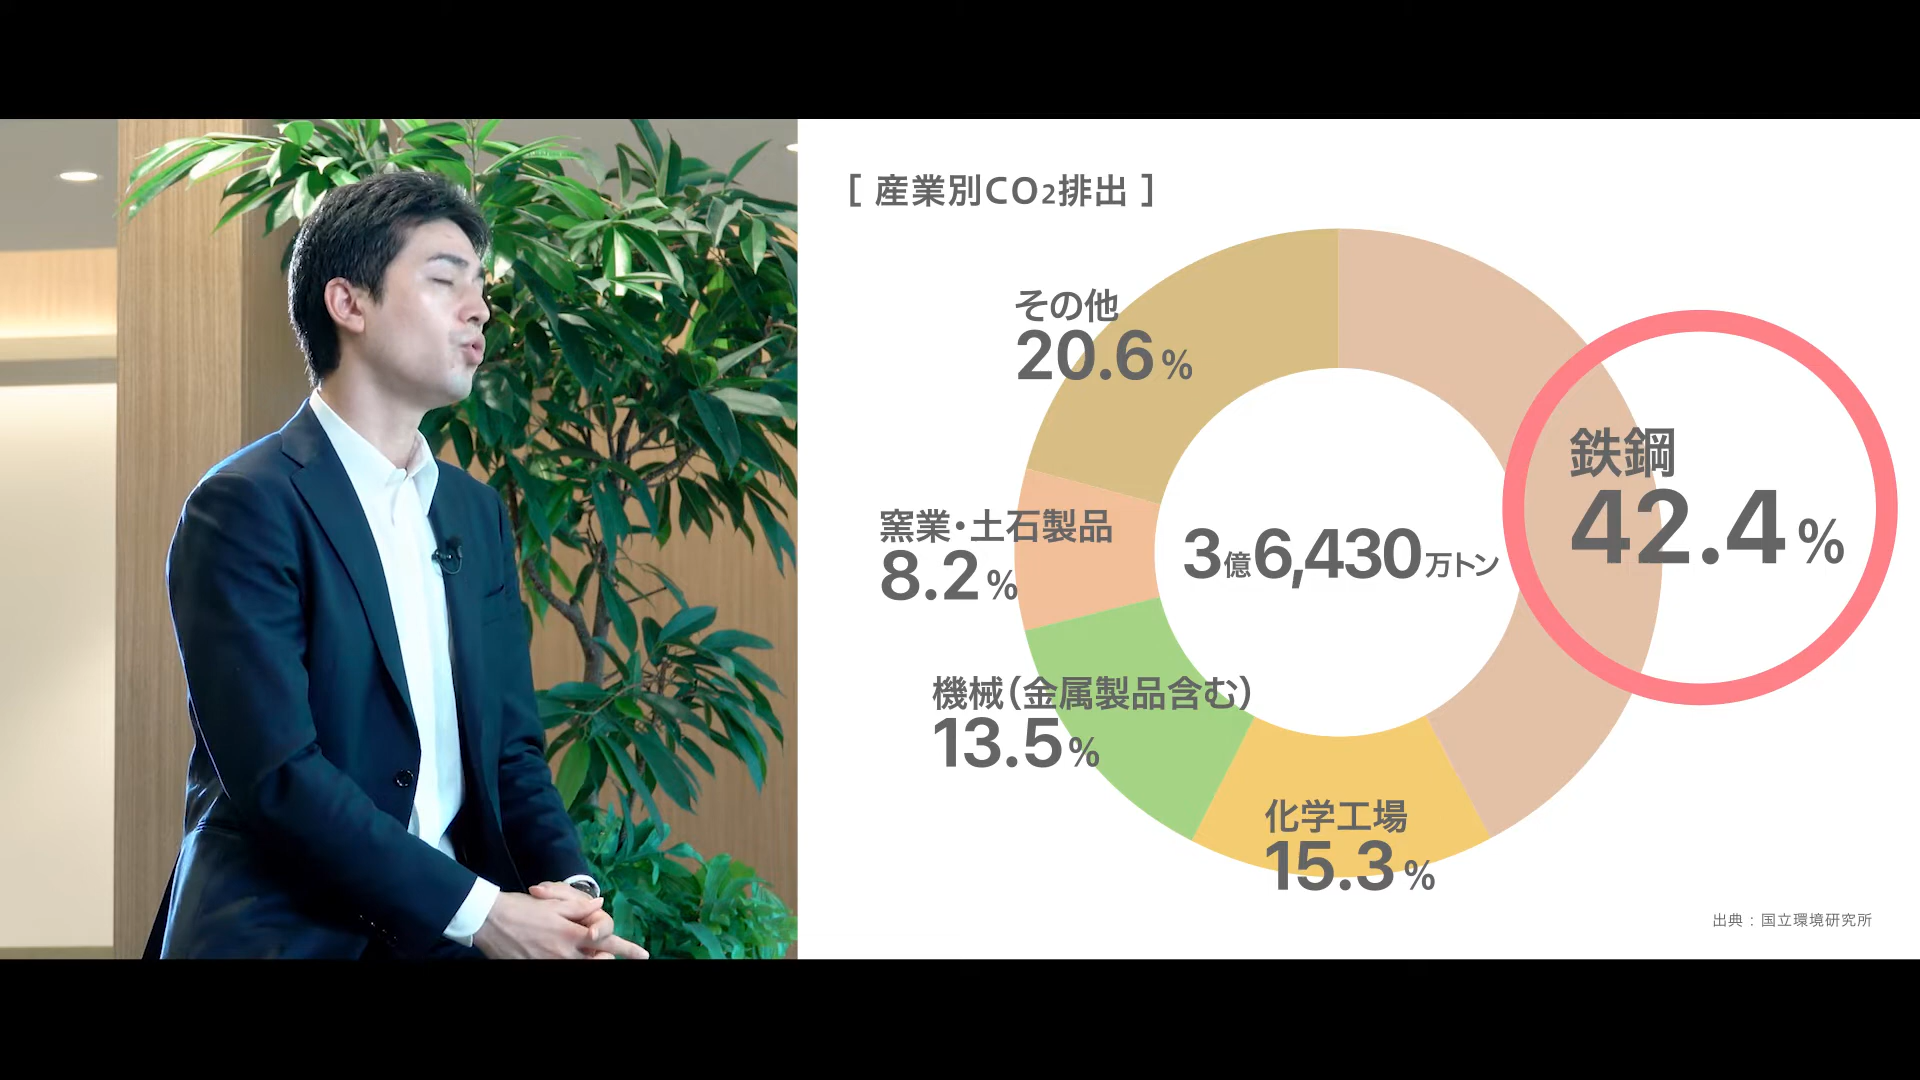 [ 産業別CO2排出 ]
その他
20.6%
鉄鋼
42.4%
窯業・土石製品
8.2%
3億6,430万トン
機械(金属製品含む)
13.5%
化学工場
15.3%
出典：国立環境研究所